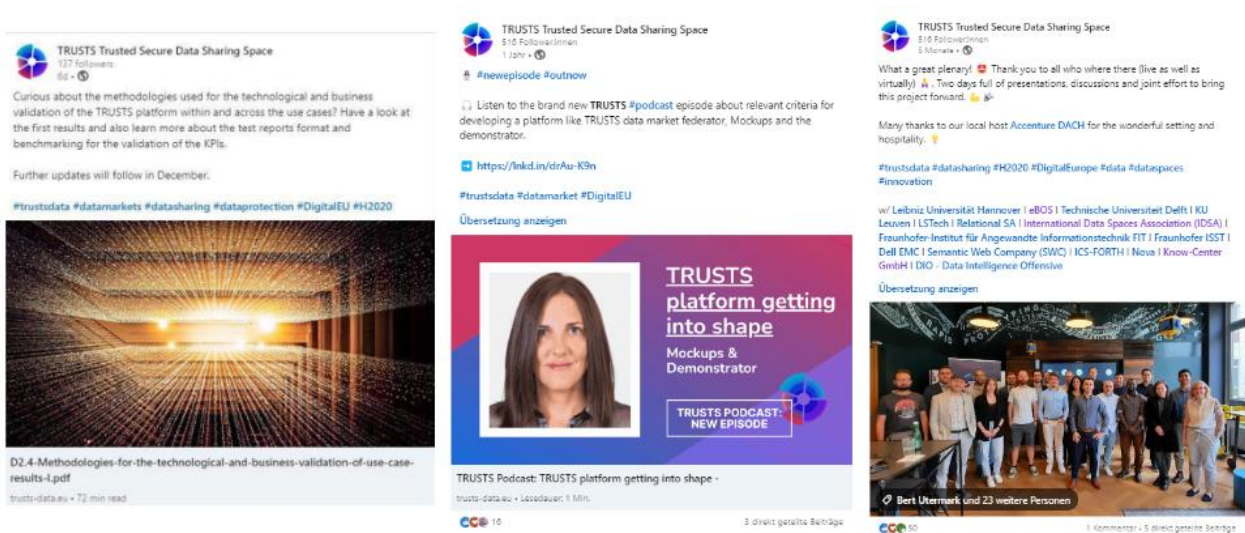 TRUSTS Trusted Secure Data Sharing Space
137 followers
6d •
Curious about the methodologies used for the technological and business
validation of the TRUSTS platform within and across the use cases? Have a look at
the first results and also learn more about the test reports format and
benchmarking for the validation of the KPIs.
Further updates will follow in December.
#trustsdata #datamarkets #datasharing #dataprotection #DigitalEU #H2020
D2.4-Methodologies-for-the-technological-and-business-validation-of-use-case-
results-I.pdf
trusts-data.eu • 72 min read
TRUSTS Trusted Secure Data Sharing Space
516 Follower:innen
1 Jahr •
#newepisode #outnow
Listen to the brand new TRUSTS #podcast episode about relevant criteria for
developing a platform like TRUSTS data market federator, Mockups and the
demonstrator.
https://lnkd.in/drAu-K9n
#trustsdata #datamarket #DigitalEU
Übersetzung anzeigen
TRUSTS
platform getting
into shape
Mockups &
Demonstrator
TRUSTS PODCAST:
NEW EPISODE
TRUSTS Podcast: TRUSTS platform getting into shape -
trusts-data.eu • Lesedauer: 1 Min.
16
3 direkt geteilte Beiträge
TRUSTS Trusted Secure Data Sharing Space
516 Follower:innen
5 Monate •
What a great plenary! Thank you to all who where there (live as well as
virtually) . Two days full of presentations, discussions and joint effort to bring
this project forward.
Many thanks to our local host Accenture DACH for the wonderful setting and
hospitality.
#trustsdata #datasharing #H2020 #DigitalEurope #data #dataspaces
#innovation
w/ Leibniz Universität Hannover I eBOS I Technische Universiteit Delft I KU
Leuven I LSTech I Relational SA I International Data Spaces Association (IDSA) I
Fraunhofer-Institut für Angewandte Informationstechnik FIT I Fraunhofer ISST I
Dell EMC I Semantic Web Company (SWC) I ICS-FORTH I Nova I Know-Center
GmbH I DIO - Data Intelligence Offensive
Übersetzung anzeigen
Bert Utermark und 23 weitere Personen
50
1 Kommentar • 5 direkt geteilte Beiträge